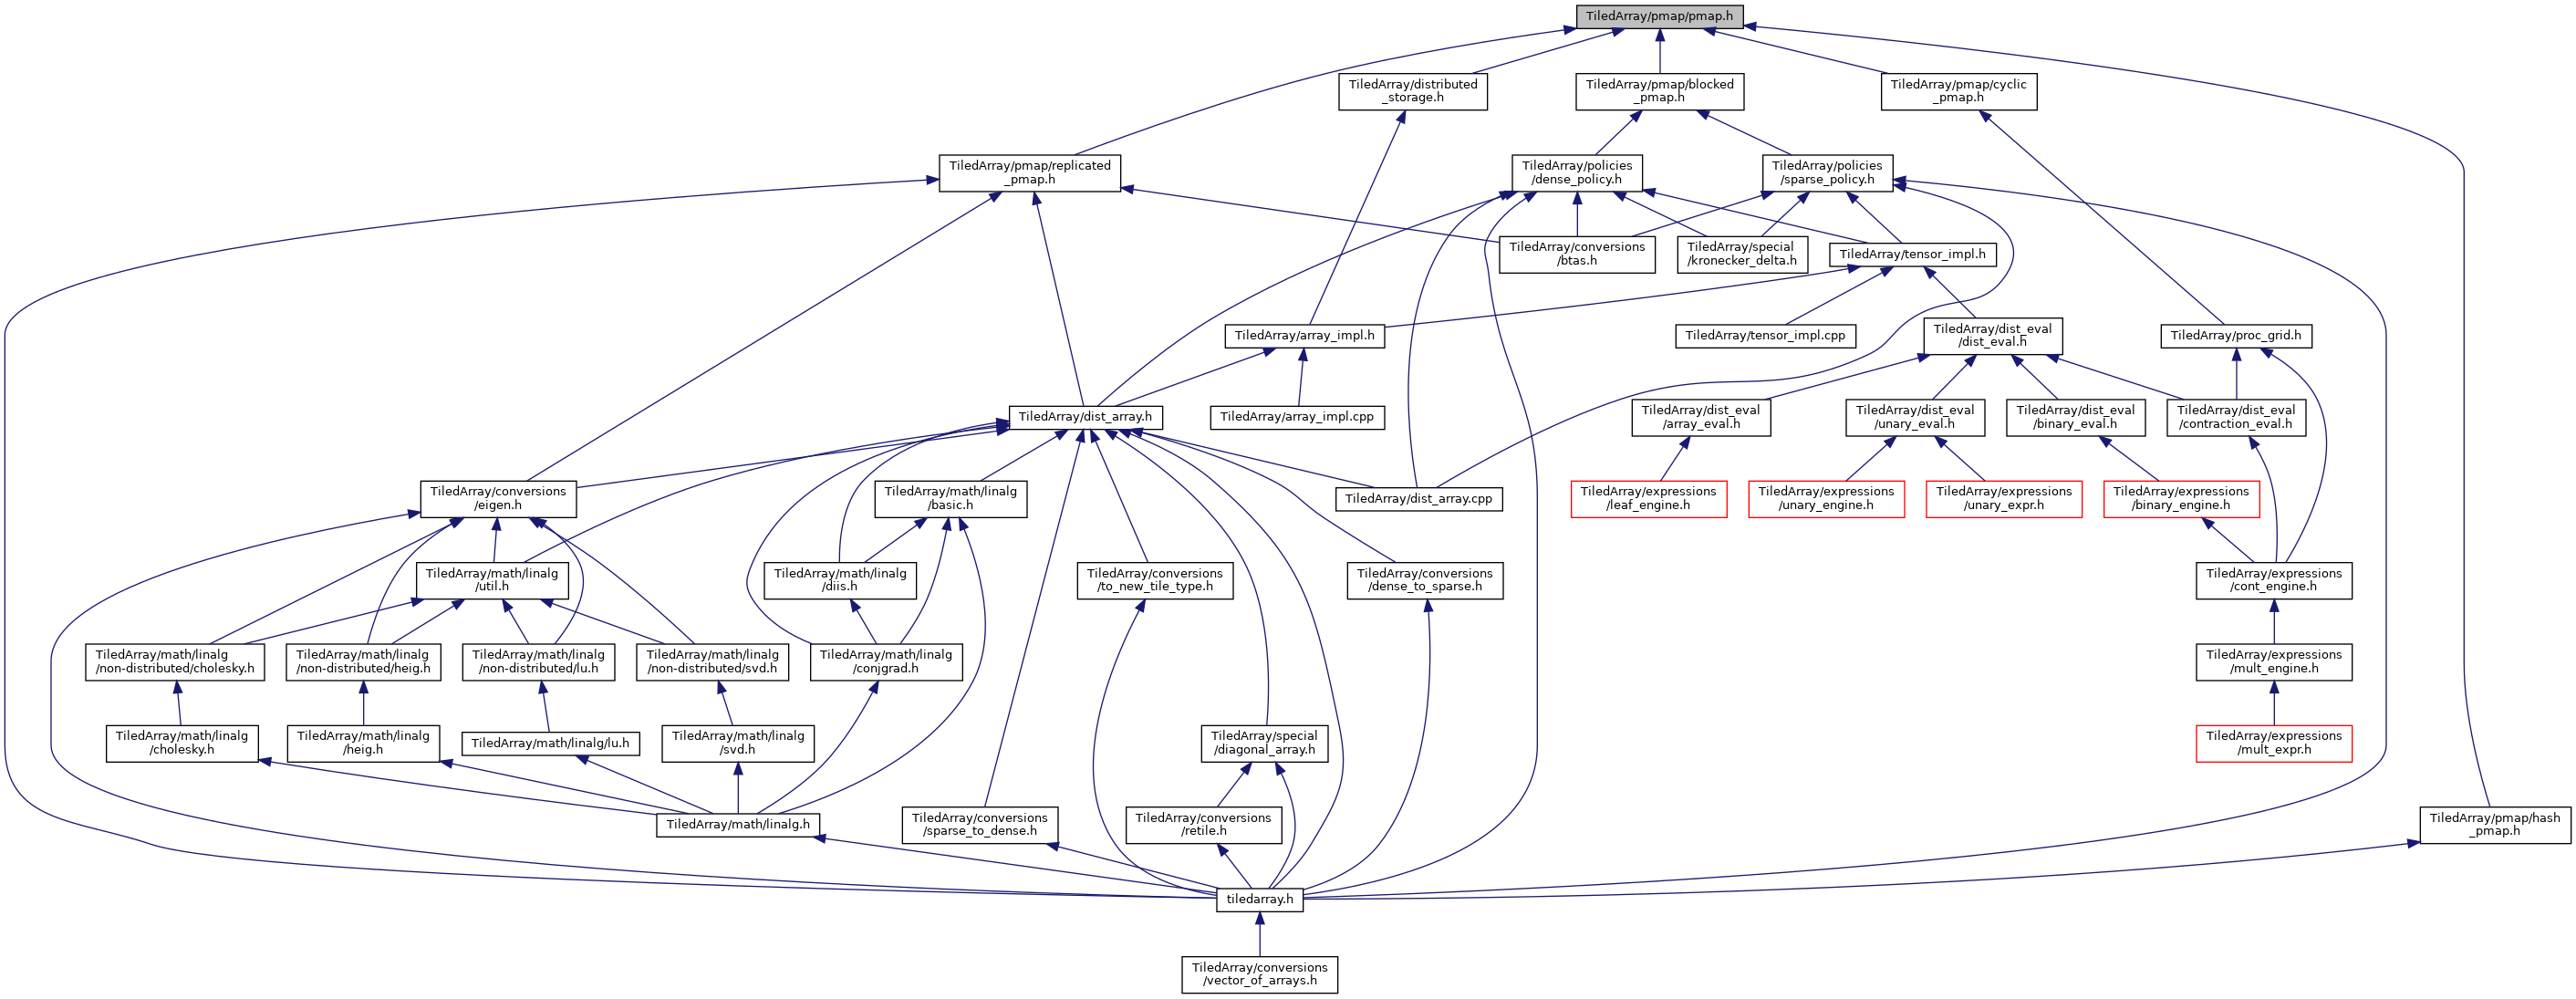 TiledArray/pmap/pmap.h
TiledArray/distributed
_storage.h
TiledArray/pmap/blocked
_pmap.h
TiledArray/pmap/cyclic
_pmap.h
TiledArray/pmap/replicated
_pmap.h
TiledArray/policies
/dense_policy.h
TiledArray/policies
/sparse_policy.h
TiledArray/conversions
/btas.h
TiledArray/special
/kronecker_delta.h
TiledArray/tensor_impl.h
TiledArray/array_impl.h
TiledArray/tensor_impl.cpp
TiledArray/dist_eval
/dist_eval.h
TiledArray/proc_grid.h
TiledArray/dist_array.h
TiledArray/array_impl.cpp
TiledArray/dist_eval
/array_eval.h
TiledArray/dist_eval
/unary_eval.h
TiledArray/dist_eval
/binary_eval.h
TiledArray/dist_eval
/contraction_eval.h
TiledArray/conversions
/eigen.h
TiledArray/math/linalg
/basic.h
TiledArray/dist_array.cpp
TiledArray/expressions
/leaf_engine.h
TiledArray/expressions
/unary_engine.h
TiledArray/expressions
/unary_expr.h
TiledArray/expressions
/binary_engine.h
TiledArray/math/linalg
/util.h
TiledArray/math/linalg
/diis.h
TiledArray/conversions
/to_new_tile_type.h
TiledArray/conversions
/dense_to_sparse.h
TiledArray/expressions
/cont_engine.h
TiledArray/math/linalg
/non-distributed/cholesky.h
TiledArray/math/linalg
/non-distributed/heig.h
TiledArray/math/linalg
/non-distributed/lu.h
TiledArray/math/linalg
/non-distributed/svd.h
TiledArray/math/linalg
/conjgrad.h
TiledArray/expressions
/mult_engine.h
TiledArray/math/linalg
/cholesky.h
TiledArray/math/linalg
/heig.h
TiledArray/math/linalg/lu.h
TiledArray/math/linalg
/svd.h
TiledArray/special
/diagonal_array.h
TiledArray/expressions
/mult_expr.h
TiledArray/math/linalg.h
TiledArray/conversions
/sparse_to_dense.h
TiledArray/conversions
/retile.h
TiledArray/pmap/hash
_pmap.h
tiledarray.h
TiledArray/conversions
/vector_of_arrays.h